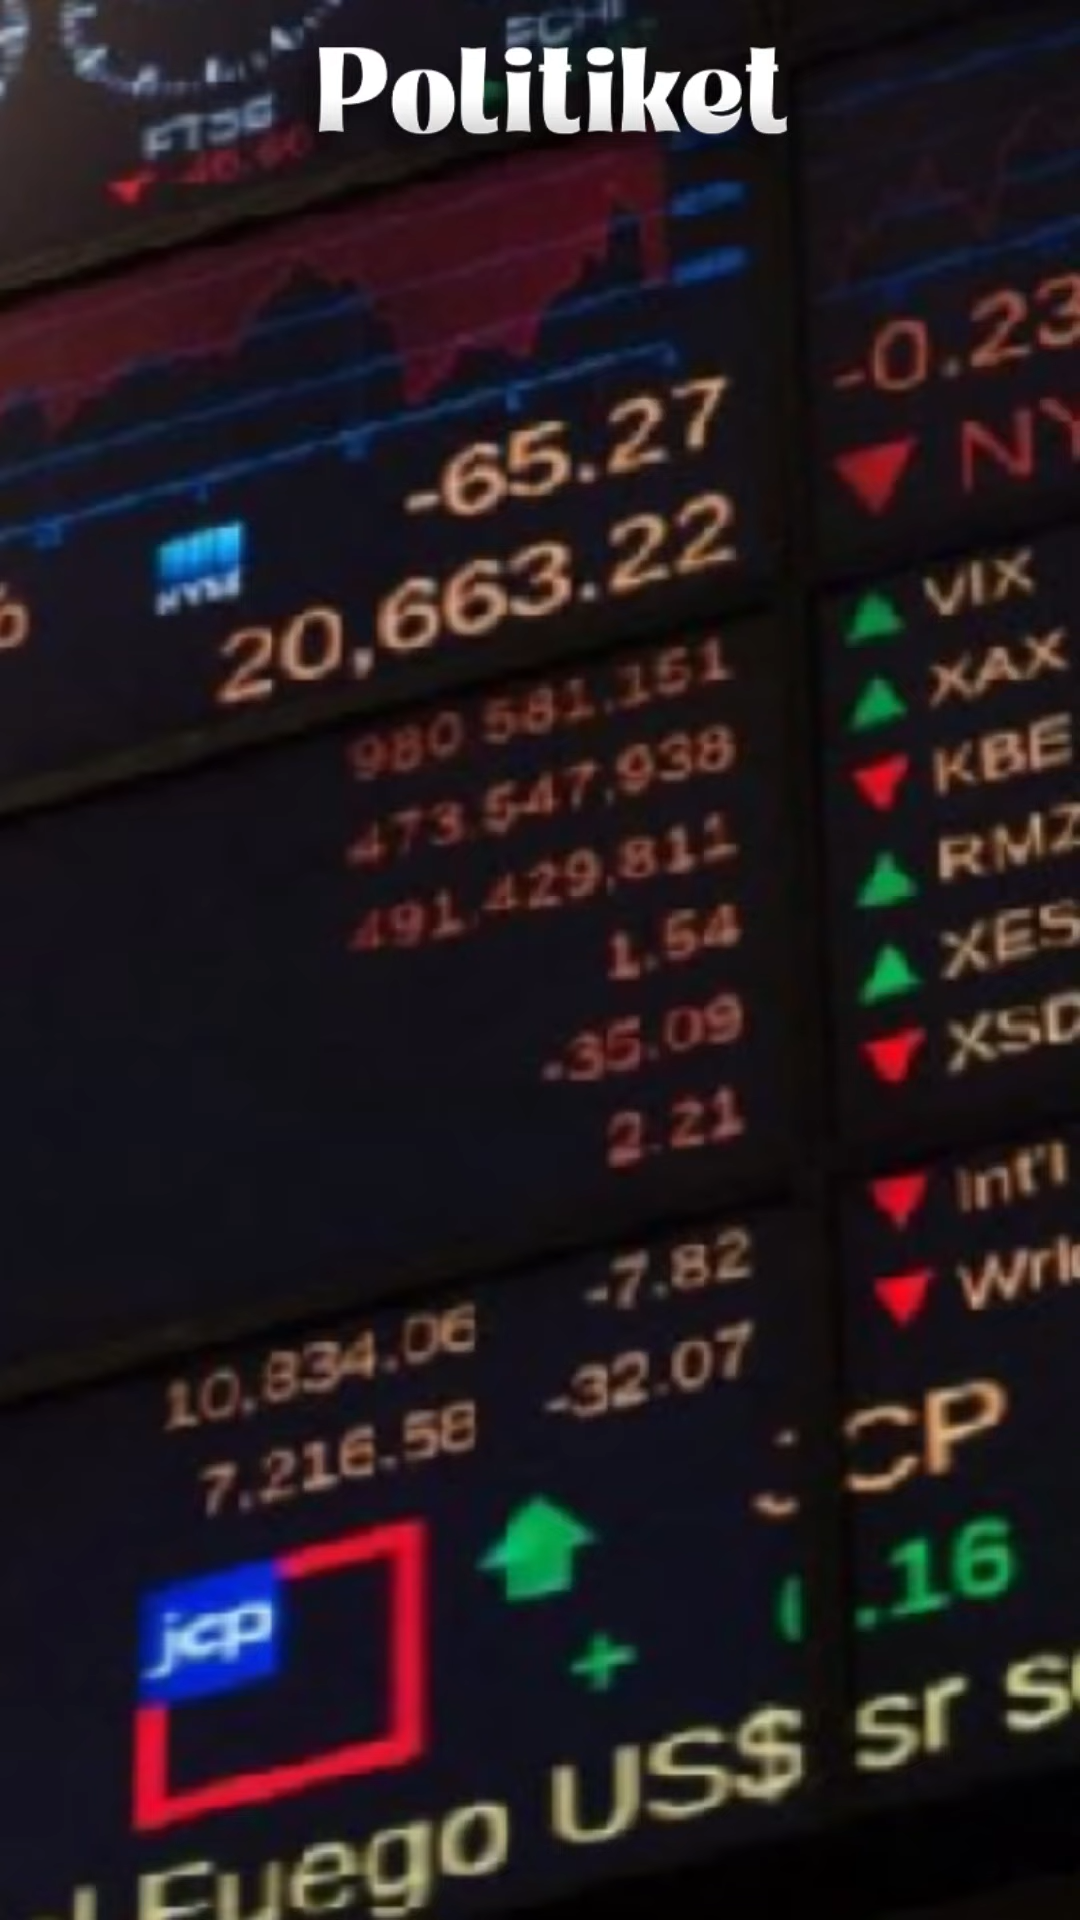 Politiket
FTSE
-65.27
-0.23
NY
NYSE
20,663.22
VIX
980,581,151
XAX
473,547,938
KBE
491,429,811
RMZ
1.54
XES
-35.09
XSD
2.21
Int'l
-7.82
10,834.06
-32.07
7,216.58
JCP
jcp
+
.16
Fuego US$ sr